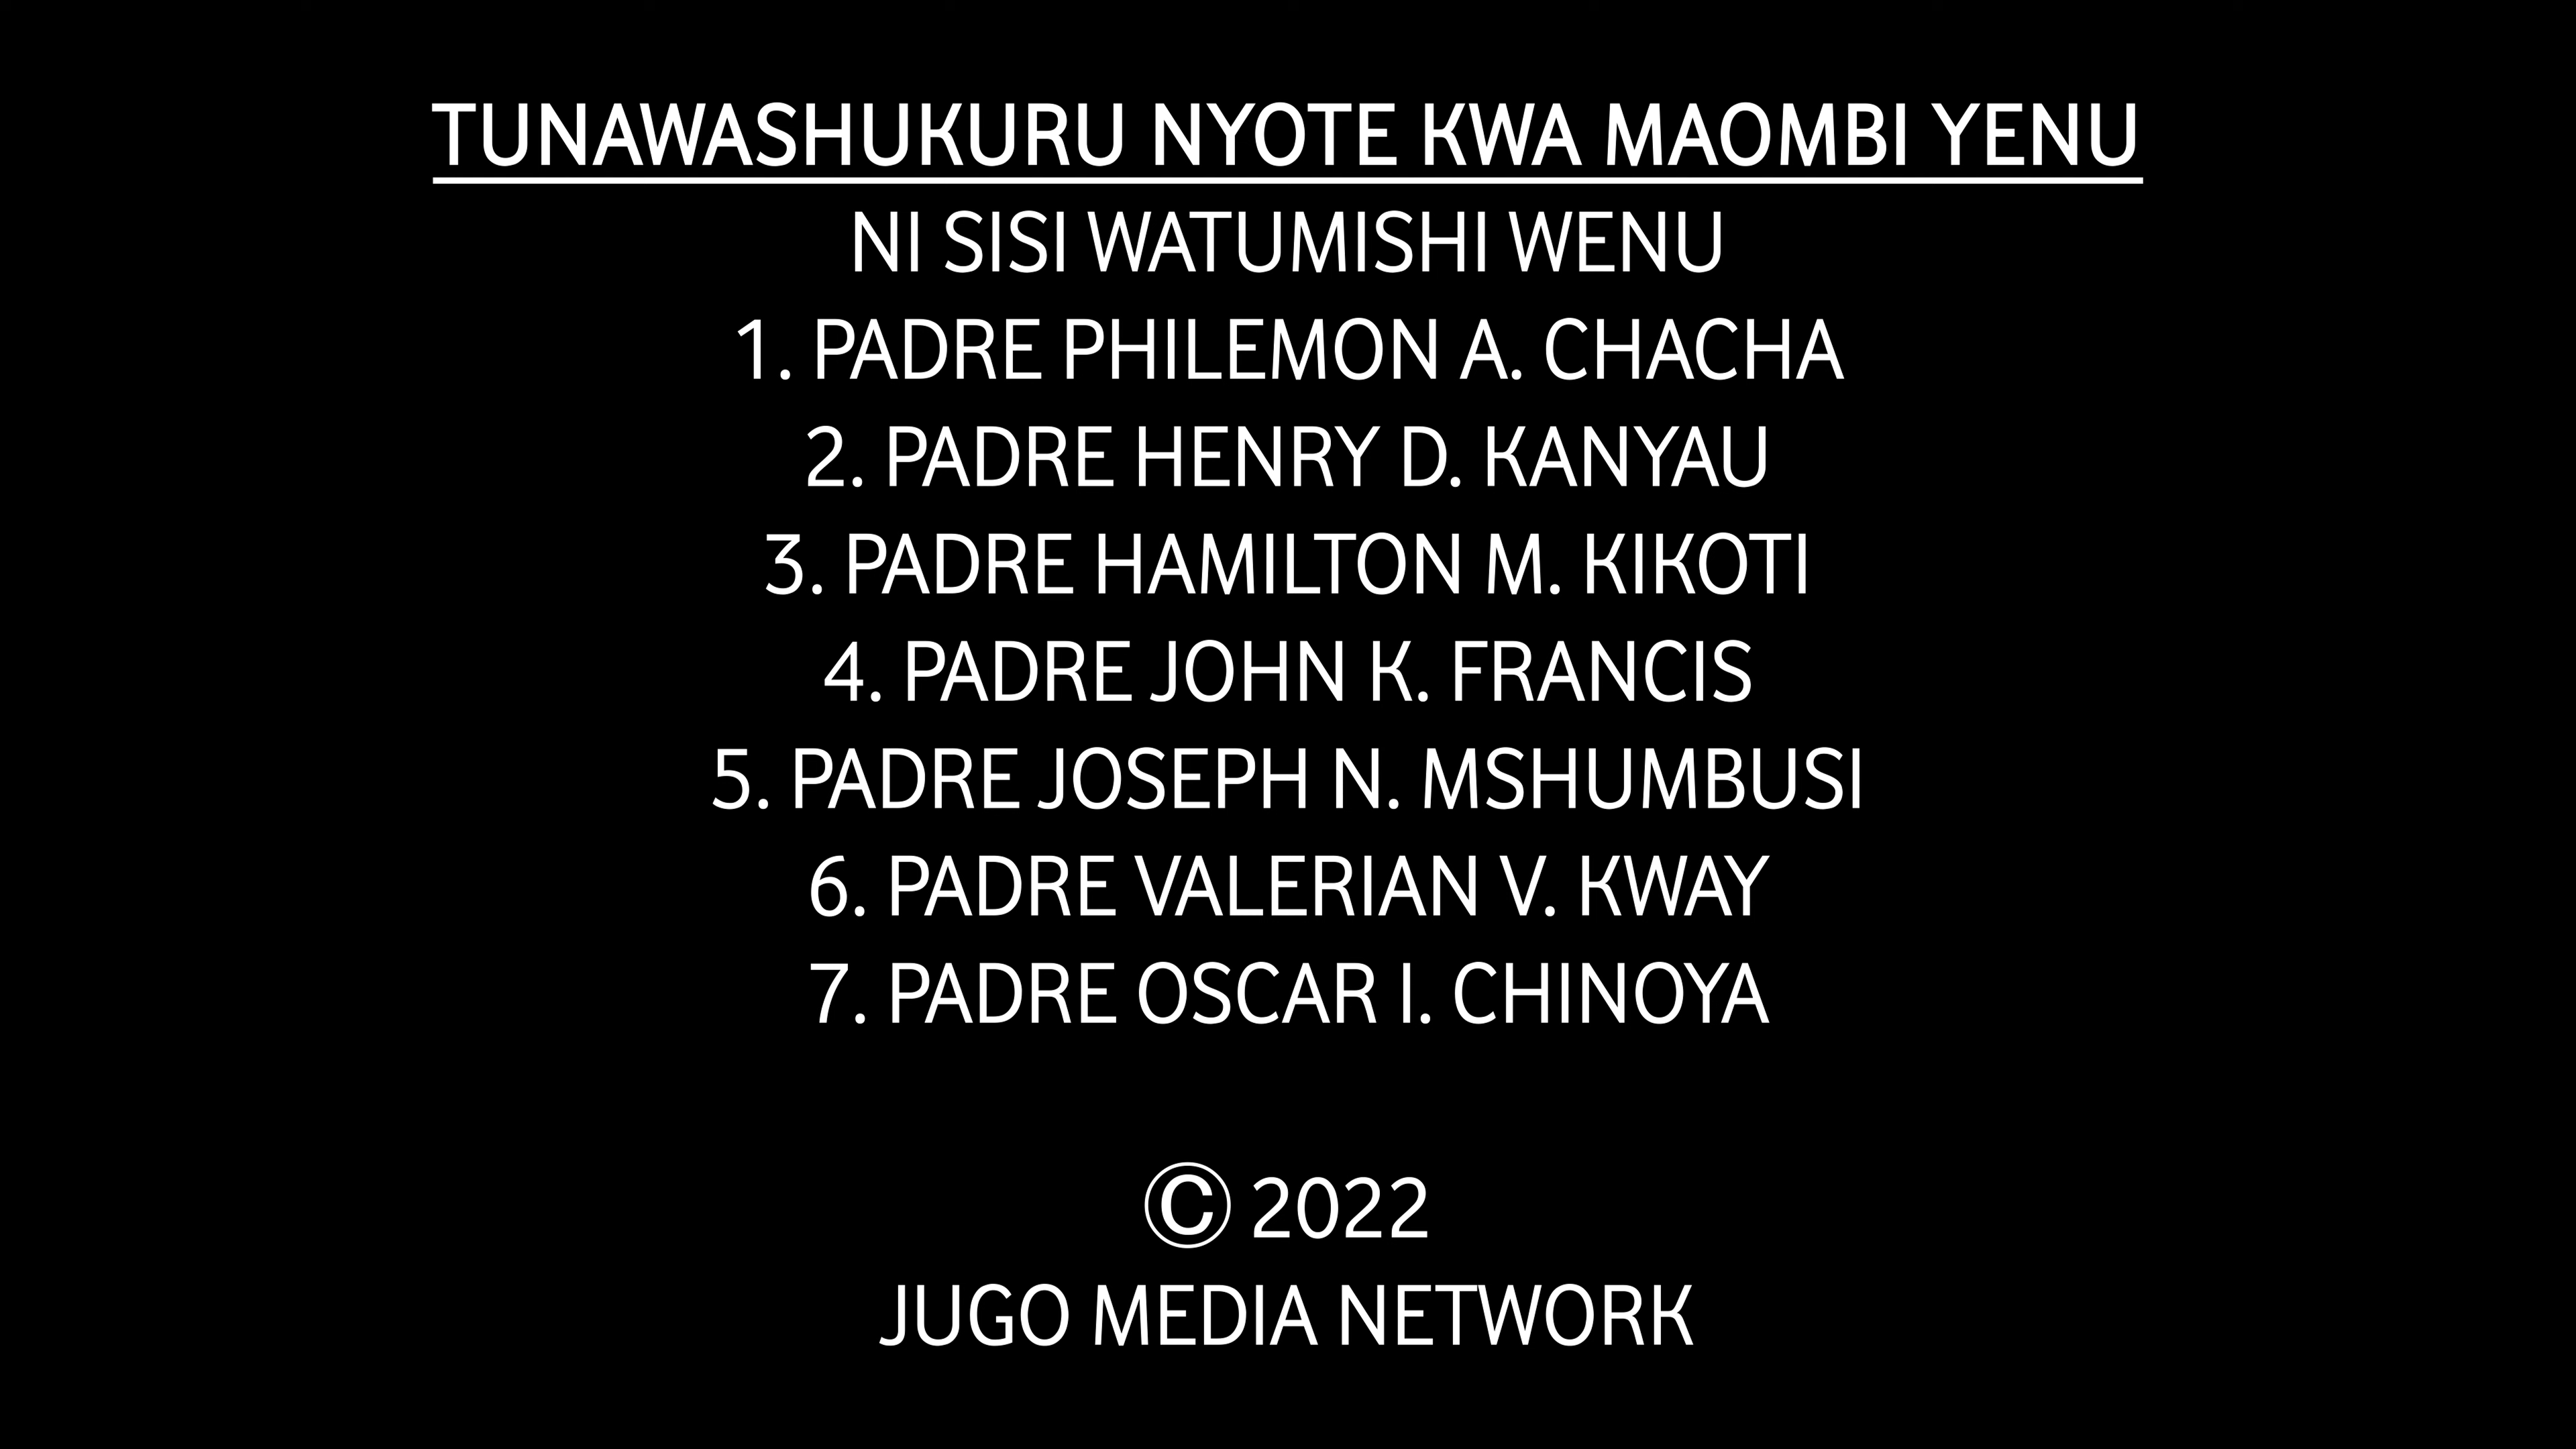 TUNAWASHUKURU NYOTE KWA MAOMBI YENU
NI SISI WATUMISHI WENU
1. PADRE PHILEMON A. CHACHA
2. PADRE HENRY D. KANYAU
3. PADRE HAMILTON M. KIKOTI
4. PADRE JOHN K. FRANCIS
5. PADRE JOSEPH N. MSHUMBUSI
6. PADRE VALERIAN V. KWAY
7. PADRE OSCAR I. CHINOYA
© 2022
JUGO MEDIA NETWORK